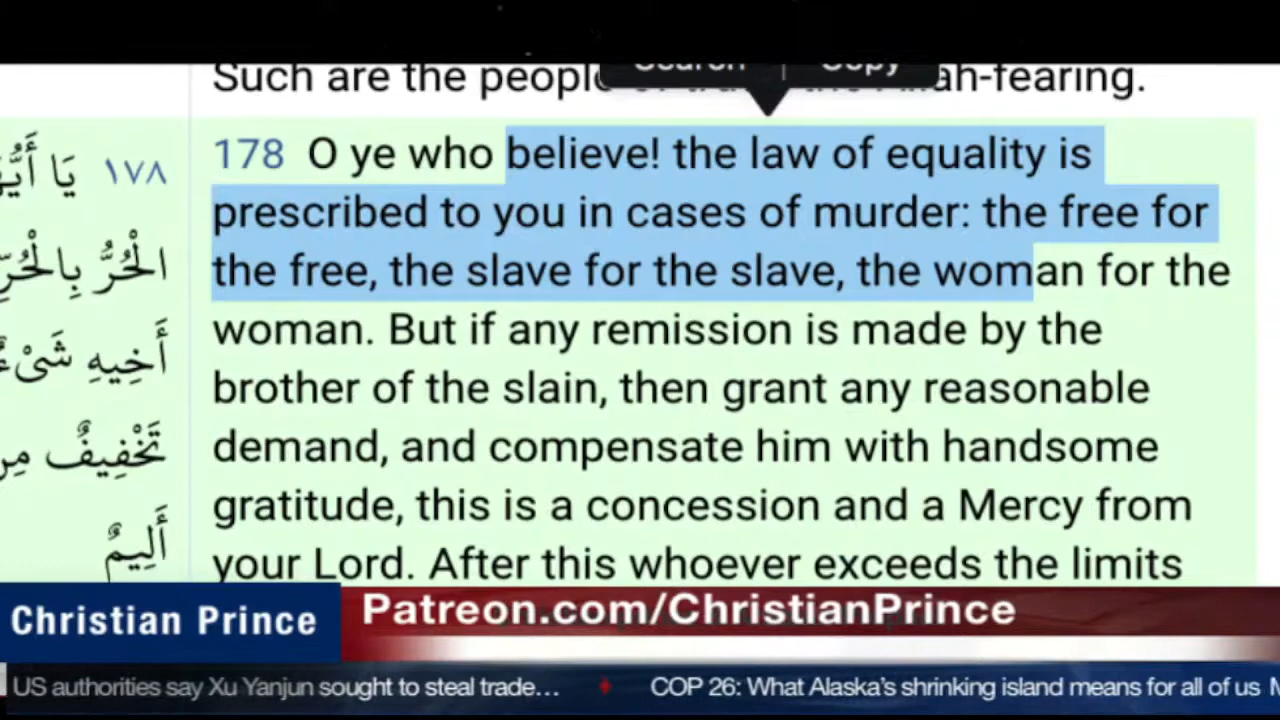 Such are the people
ah-fearing.
178 O ye who believe! the law of equality is
prescribed to you in cases of murder: the free for
the free, the slave for the slave, the woman for the
woman. But if any remission is made by the
brother of the slain, then grant any reasonable
demand, and compensate him with handsome
gratitude, this is a concession and a Mercy from
your Lord. After this whoever exceeds the limits
١٧٨ يَا
الْحُرُّ بِالْحُرِّ
أَخِيهِ
تَخْفِيفٌ
أَلِيمٌ
Christian Prince
Patreon.com/ChristianPrince
US authorities say Xu Yanjun sought to steal trade… COP 26: What Alaska's shrinking island means for all of us